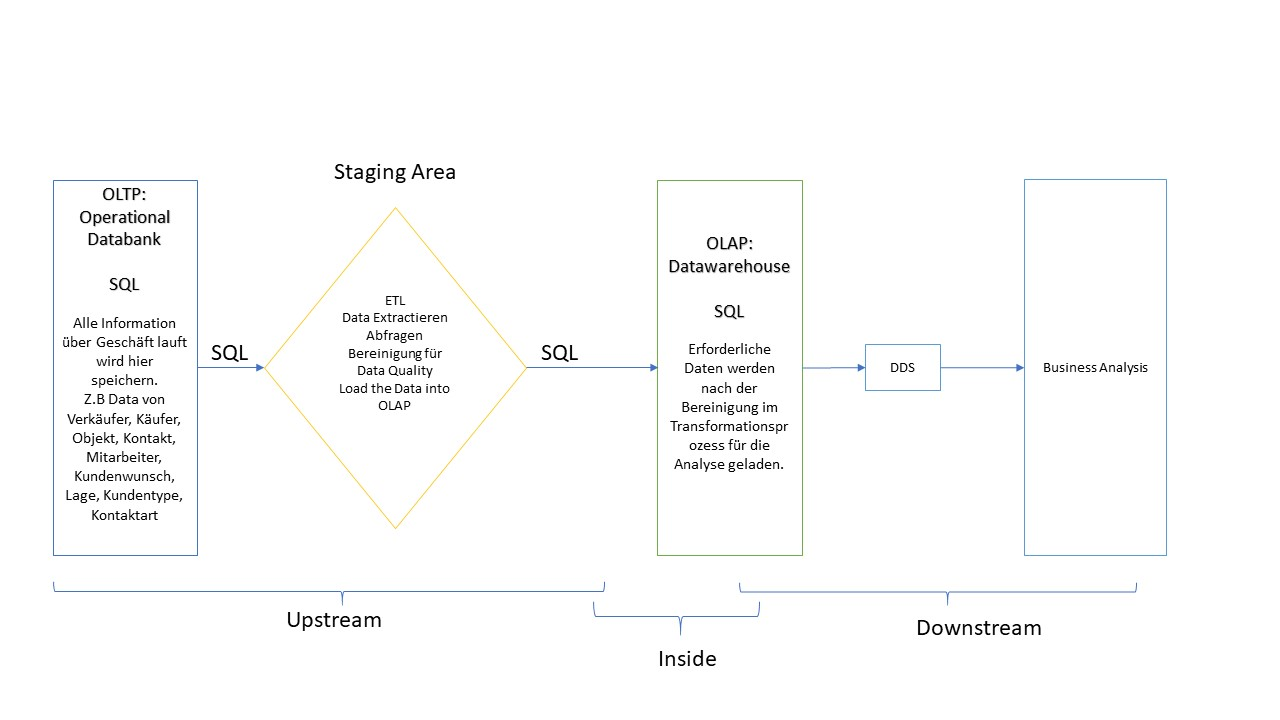 Staging Area
OLTP:
Operational
Databank
SQL
Alle Information
über Geschäft lauft
wird hier
speichern.
Z.B Data von
Verkäufer, Käufer,
Objekt, Kontakt,
Mitarbeiter,
Kundenwunsch,
Lage, Kundentype,
Kontaktart
SQL
ETL
Data Extractieren
Abfragen
Bereinigung für
Data Quality
Load the Data into
OLAP
SQL
OLAP:
Datawarehouse
SQL
Erforderliche
Daten werden
nach der
Bereinigung im
Transformationspr
ozess für die
Analyse geladen.
DDS
Business Analysis
Upstream
Inside
Downstream